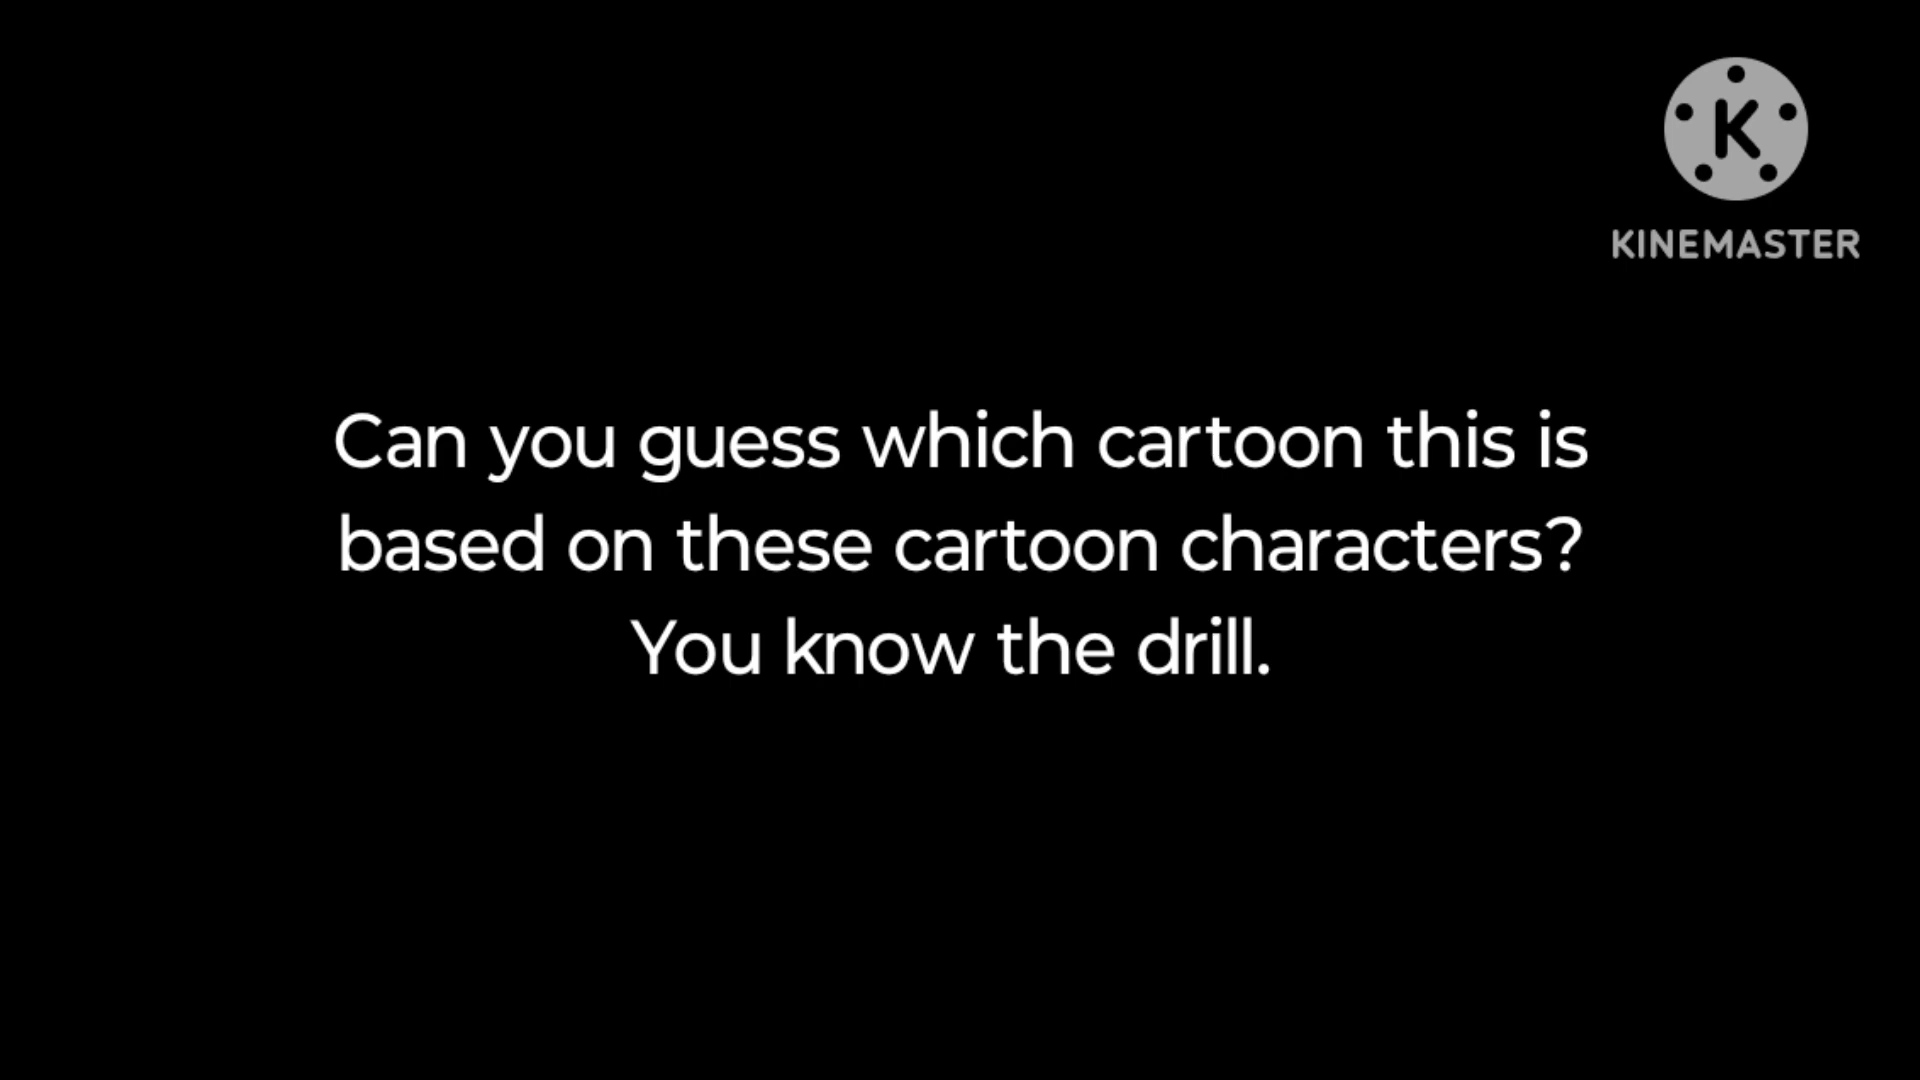 K
KINEMASTER
Can you guess which cartoon this is
based on these cartoon characters?
You know the drill.